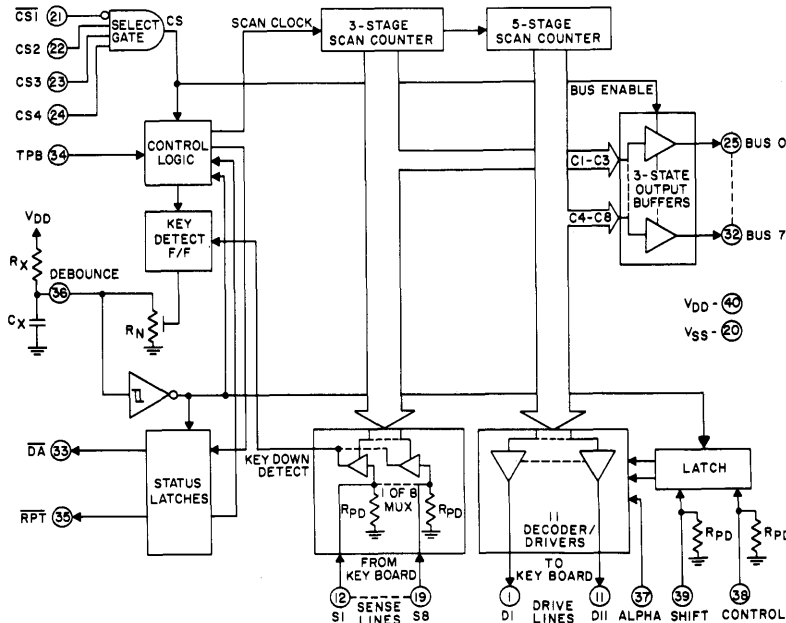 CS1 21
SELECT GATE
CS
CS2 22
CS3 23
CS4 24
TPB 34
SCAN CLOCK
3-STAGE
SCAN COUNTER
5-STAGE
SCAN COUNTER
BUS ENABLE
CONTROL
LOGIC
C1-C3
C4-C8
3-STATE
OUTPUT
BUFFERS
25 BUS 0
32 BUS 7
KEY
DETECT
F/F
VDD
RX
DEBOUNCE
36
CX
RN
VDD - 40
VSS - 20
DA 33
RPT 35
STATUS
LATCHES
KEY DOWN
DETECT
1 OF 8
MUX
RPD
RPD
FROM
KEY BOARD
12
S1
SENSE
LINES
19
S8
11
DECODER/
DRIVERS
TO
KEY BOARD
1
D1
DRIVE
LINES
11
D11
LATCH
RPD
RPD
37
ALPHA
39
SHIFT
38
CONTROL